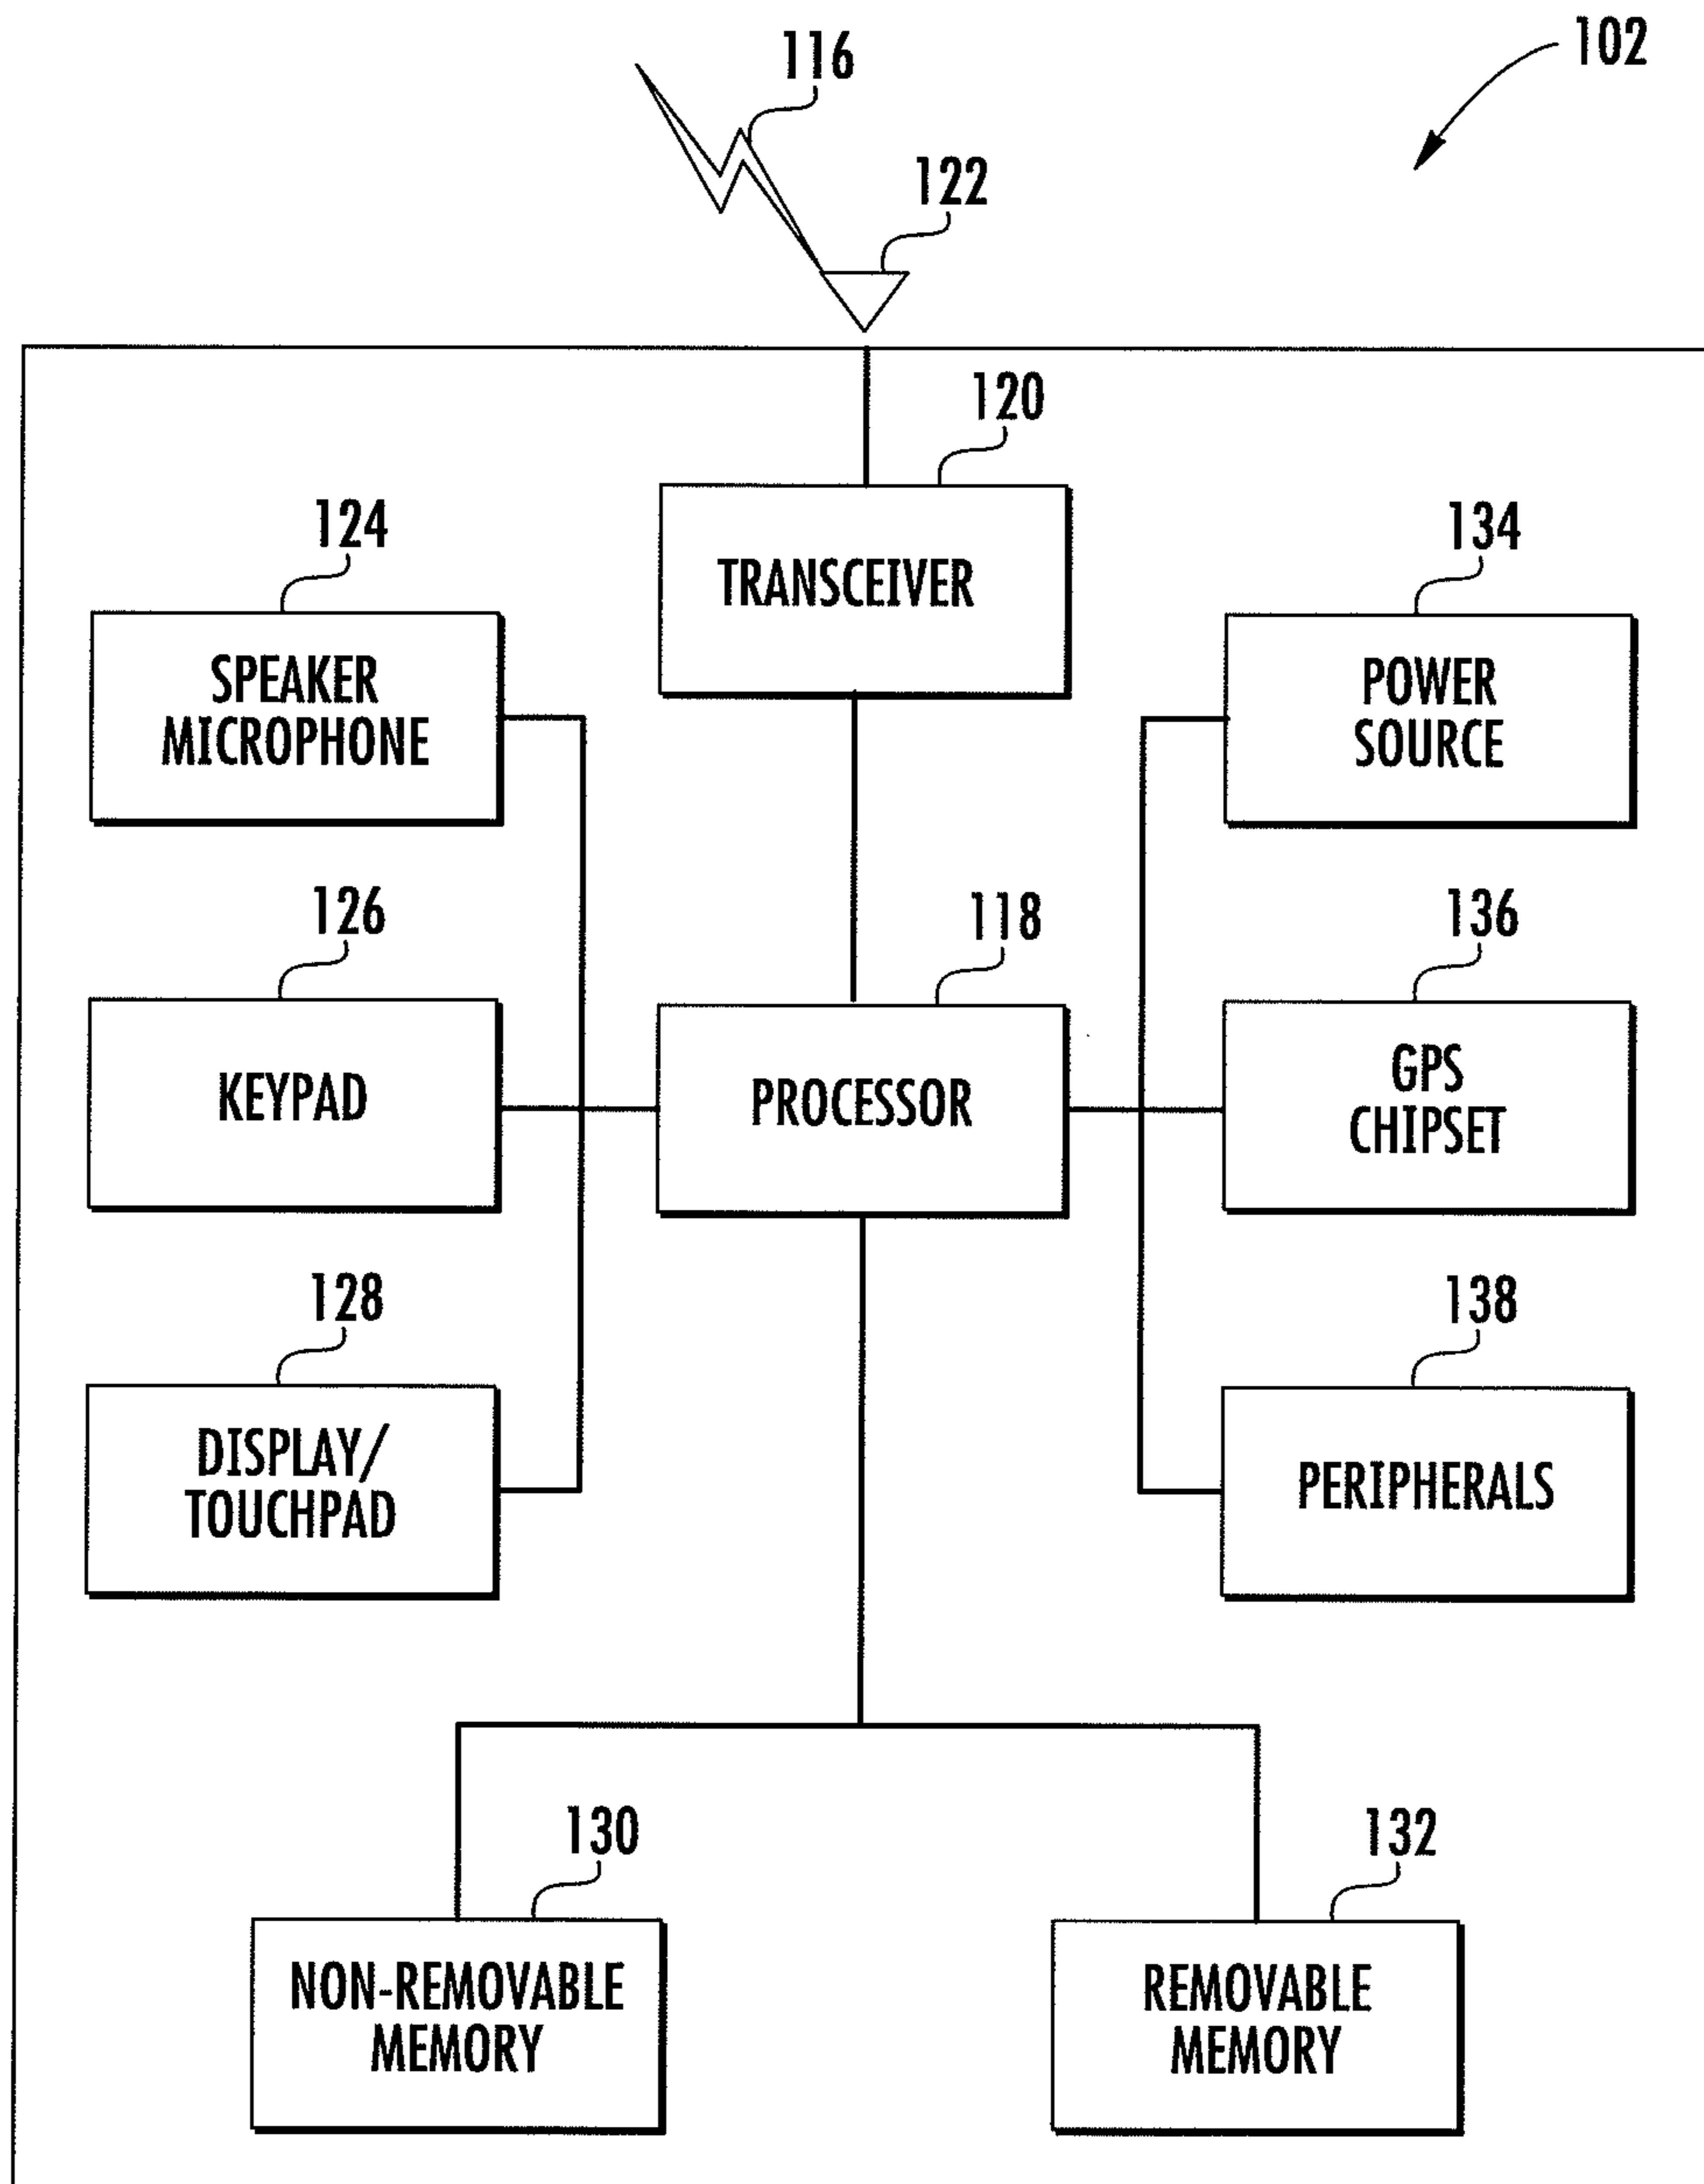 102
116
122
120
TRANSCEIVER
124
SPEAKER
MICROPHONE
134
POWER
SOURCE
126
KEYPAD
118
PROCESSOR
136
GPS
CHIPSET
128
DISPLAY/
TOUCHPAD
138
PERIPHERALS
130
NON-REMOVABLE
MEMORY
132
REMOVABLE
MEMORY